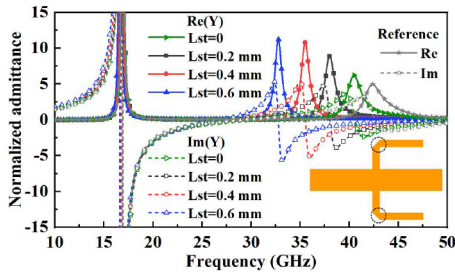 Normalized admittance
15
10
5
0
-5
-10
-15
10 15 20 25 30 35 40 45 50
Frequency (GHz)
Re(Y)
Lst=0
Lst=0.2 mm
Lst=0.4 mm
Lst=0.6 mm
Im(Y)
Lst=0
Lst=0.2 mm
Lst=0.4 mm
Lst=0.6 mm
Reference
Re
Im